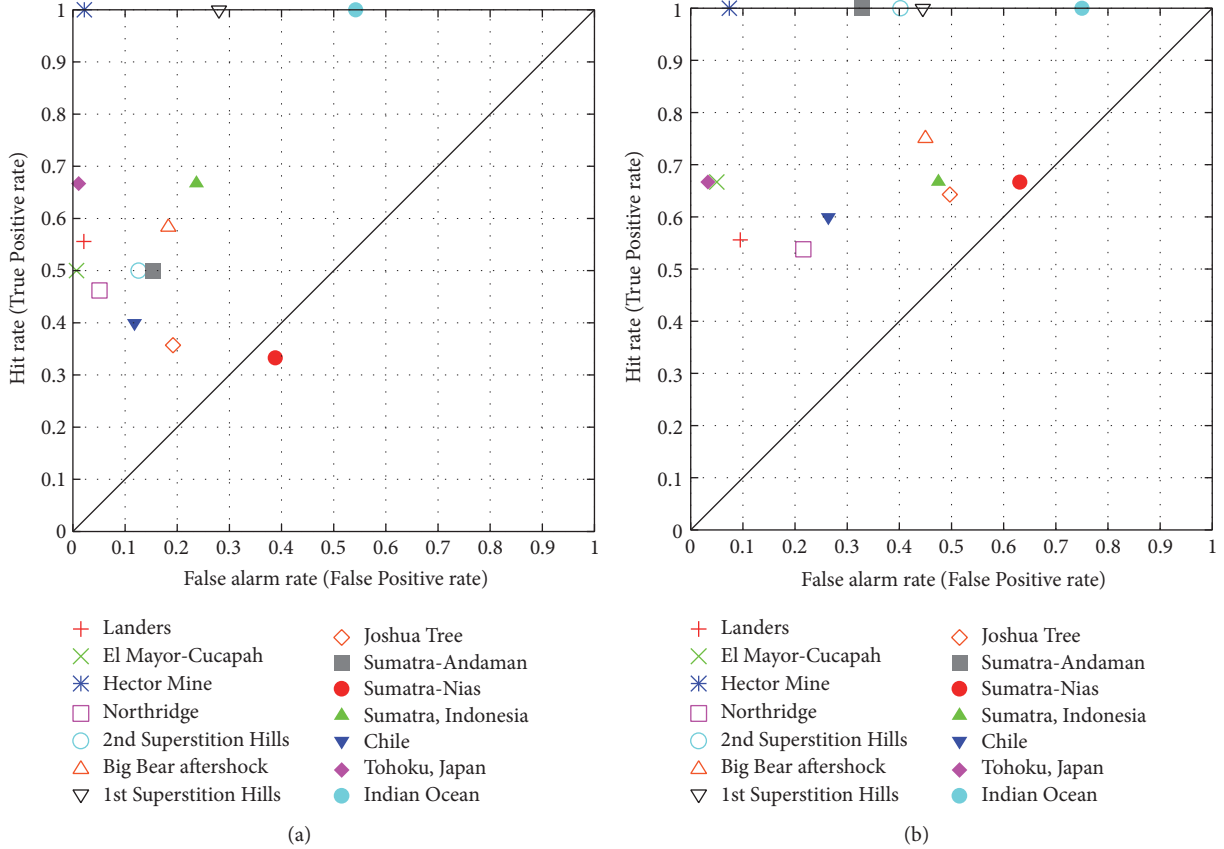 1
0.9
0.8
0.7
0.6
0.5
0.4
0.3
0.2
0.1
0
Hit rate (True Positive rate)
0 0.1 0.2 0.3 0.4 0.5 0.6 0.7 0.8 0.9 1
False alarm rate (False Positive rate)
Landers
El Mayor-Cucapah
Hector Mine
Northridge
2nd Superstition Hills
Big Bear aftershock
1st Superstition Hills
Joshua Tree
Sumatra-Andaman
Sumatra-Nias
Sumatra, Indonesia
Chile
Tohoku, Japan
Indian Ocean
(a)
1
0.9
0.8
0.7
0.6
0.5
0.4
0.3
0.2
0.1
0
Hit rate (True Positive rate)
0 0.1 0.2 0.3 0.4 0.5 0.6 0.7 0.8 0.9 1
False alarm rate (False Positive rate)
Landers
El Mayor-Cucapah
Hector Mine
Northridge
2nd Superstition Hills
Big Bear aftershock
1st Superstition Hills
Joshua Tree
Sumatra-Andaman
Sumatra-Nias
Sumatra, Indonesia
Chile
Tohoku, Japan
Indian Ocean
(b)